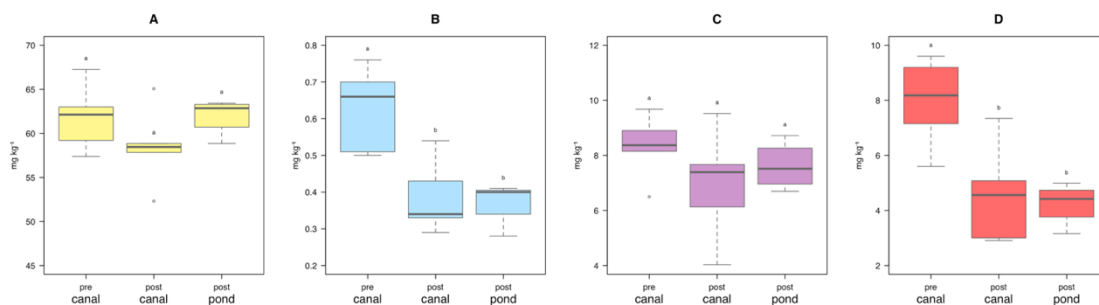 A
70
65
60
55
50
45
mg kg⁻¹
a
a
a
pre canal
post canal
post pond
B
0.8
0.7
0.6
0.5
0.4
0.3
0.2
mg kg⁻¹
a
b
b
pre canal
post canal
post pond
C
12
10
8
6
4
mg kg⁻¹
a
a
a
pre canal
post canal
post pond
D
10
8
6
4
2
mg kg⁻¹
a
b
b
pre canal
post canal
post pond